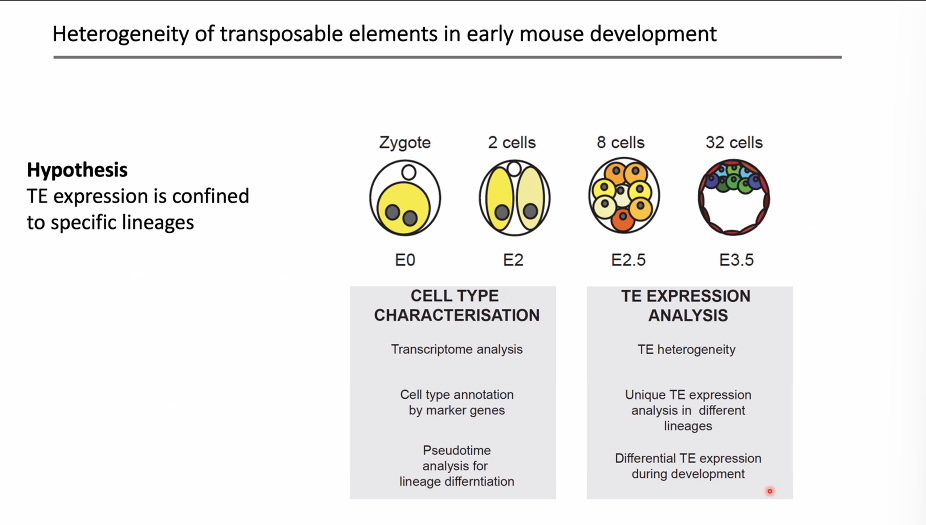 Heterogeneity of transposable elements in early mouse development
Hypothesis
TE expression is confined
to specific lineages
Zygote
2 cells
8 cells
32 cells
E0
E2
E2.5
E3.5
CELL TYPE
CHARACTERISATION
Transcriptome analysis
Cell type annotation
by marker genes
Pseudotime
analysis for
lineage differntiation
TE EXPRESSION
ANALYSIS
TE heterogeneity
Unique TE expression
analysis in different
lineages
Differential TE expression
during development